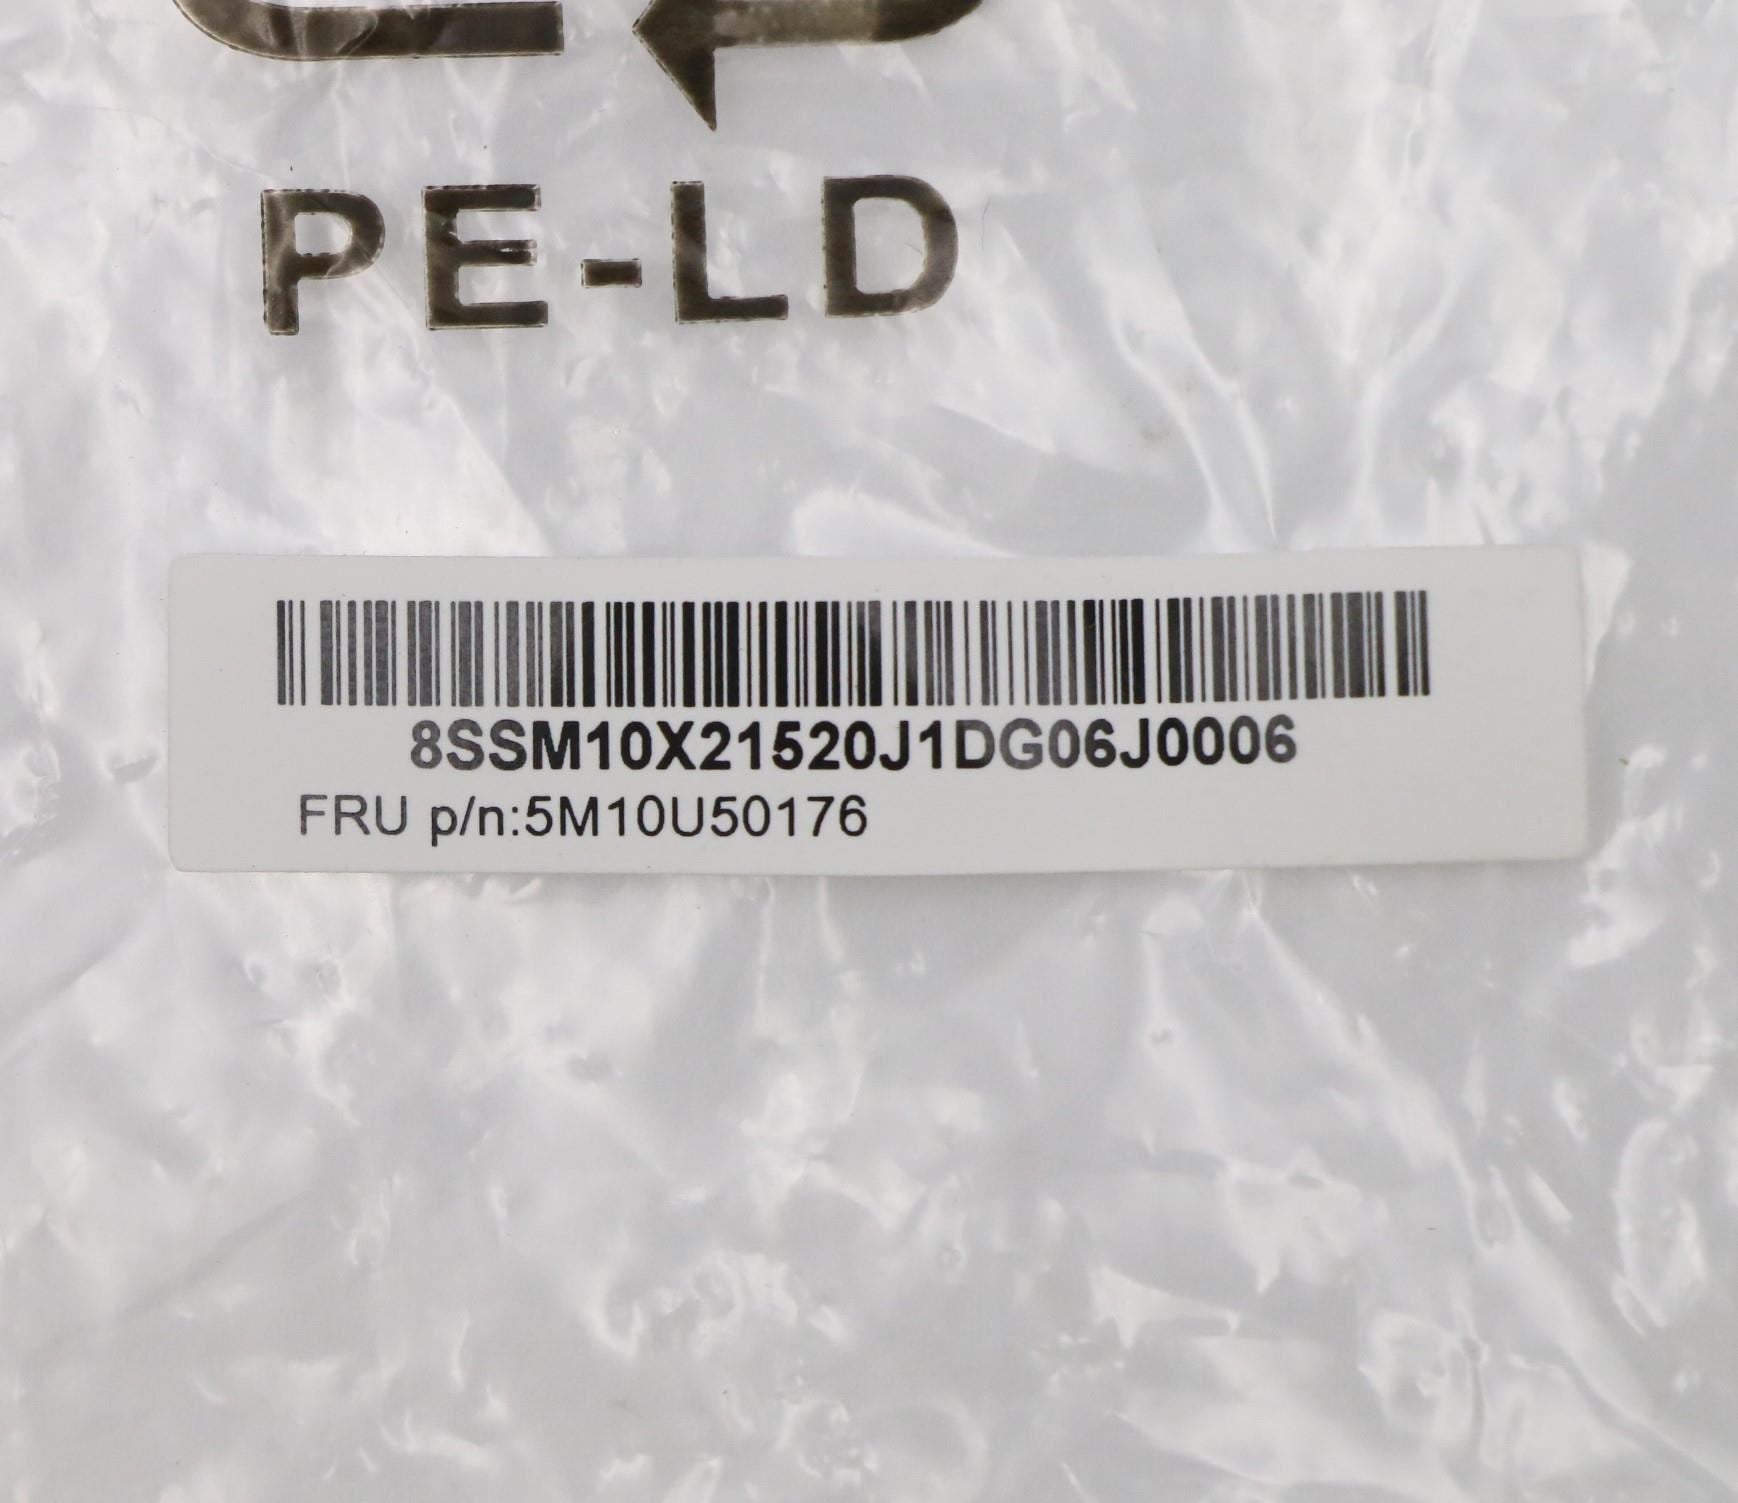 PE-LD
8SSM10X21520J1DG06J0006
FRU p/n:5M10U50176